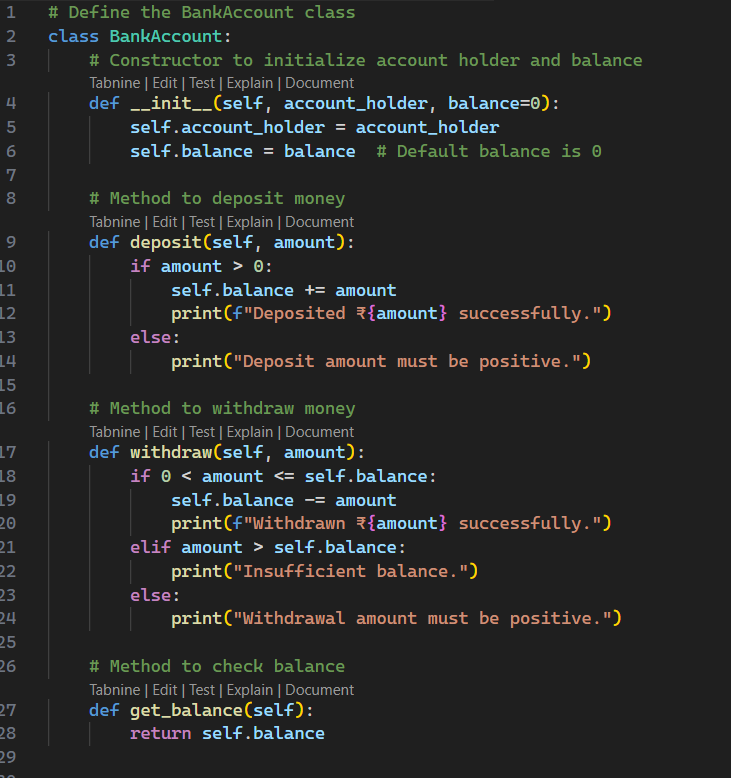 1 # Define the BankAccount class
2 class BankAccount:
3     # Constructor to initialize account holder and balance
    Tabnine | Edit | Test | Explain | Document
4     def __init__(self, account_holder, balance=0):
5         self.account_holder = account_holder
6         self.balance = balance  # Default balance is 0
7
8     # Method to deposit money
    Tabnine | Edit | Test | Explain | Document
9     def deposit(self, amount):
10         if amount > 0:
11             self.balance += amount
12             print(f"Deposited ₹{amount} successfully.")
13         else:
14             print("Deposit amount must be positive.")
15
16     # Method to withdraw money
    Tabnine | Edit | Test | Explain | Document
17     def withdraw(self, amount):
18         if 0 < amount <= self.balance:
19             self.balance -= amount
20             print(f"Withdrawn ₹{amount} successfully.")
21         elif amount > self.balance:
22             print("Insufficient balance.")
23         else:
24             print("Withdrawal amount must be positive.")
25
26     # Method to check balance
    Tabnine | Edit | Test | Explain | Document
27     def get_balance(self):
28         return self.balance
29